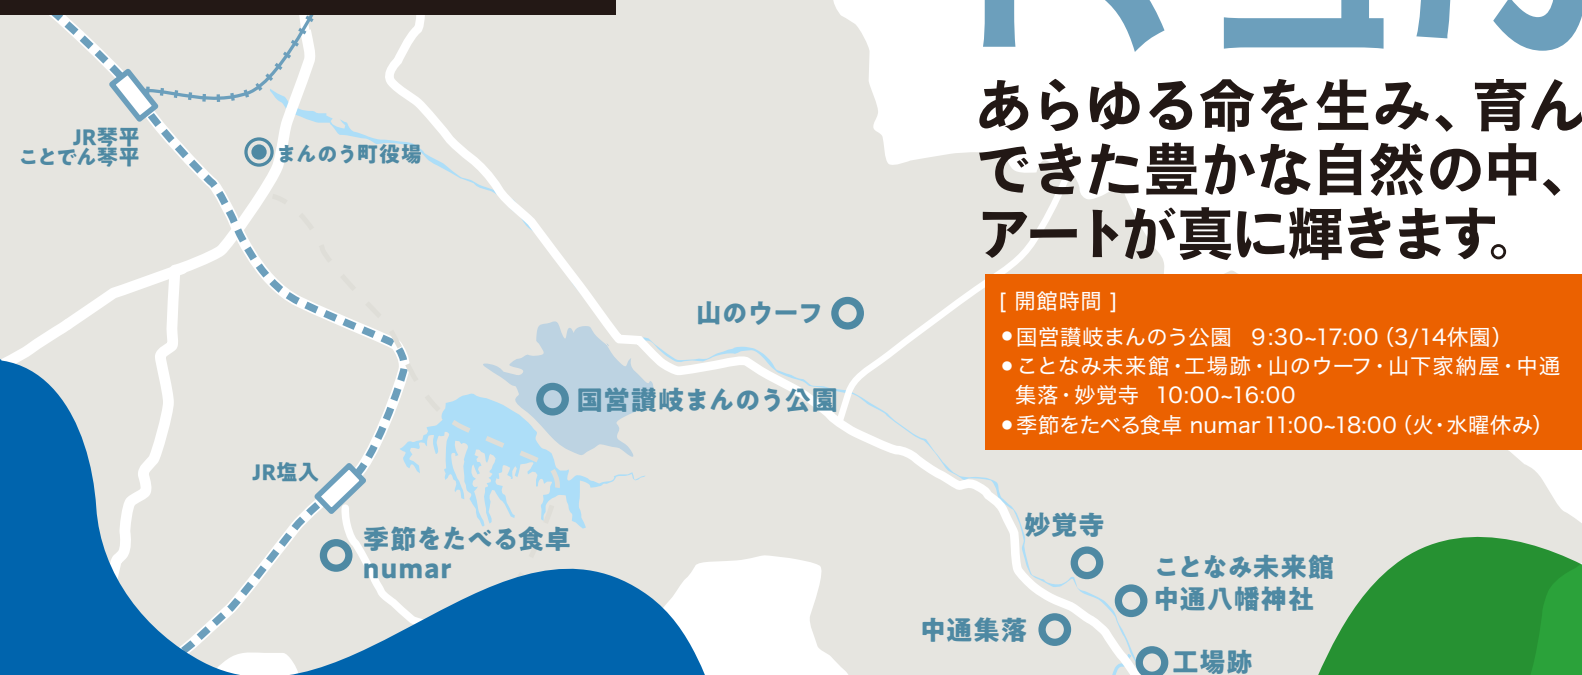 あらゆる命を生み、育ん
できた豊かな自然の中、
アートが真に輝きます。
[ 開館時間 ]
●国営讃岐まんのう公園 9:30~17:00（3/14休園）
●ことなみ未来館・工場跡・山のウーフ・山下家納屋・中通
集落・妙覚寺 10:00~16:00
●季節をたべる食卓 numar 11:00~18:00（火・水曜休み）
JR琴平
ことでん琴平
まんのう町役場
山のウーフ
国営讃岐まんのう公園
JR塩入
季節をたべる食卓
numar
妙覚寺
ことなみ未来館
中通八幡神社
中通集落
工場跡